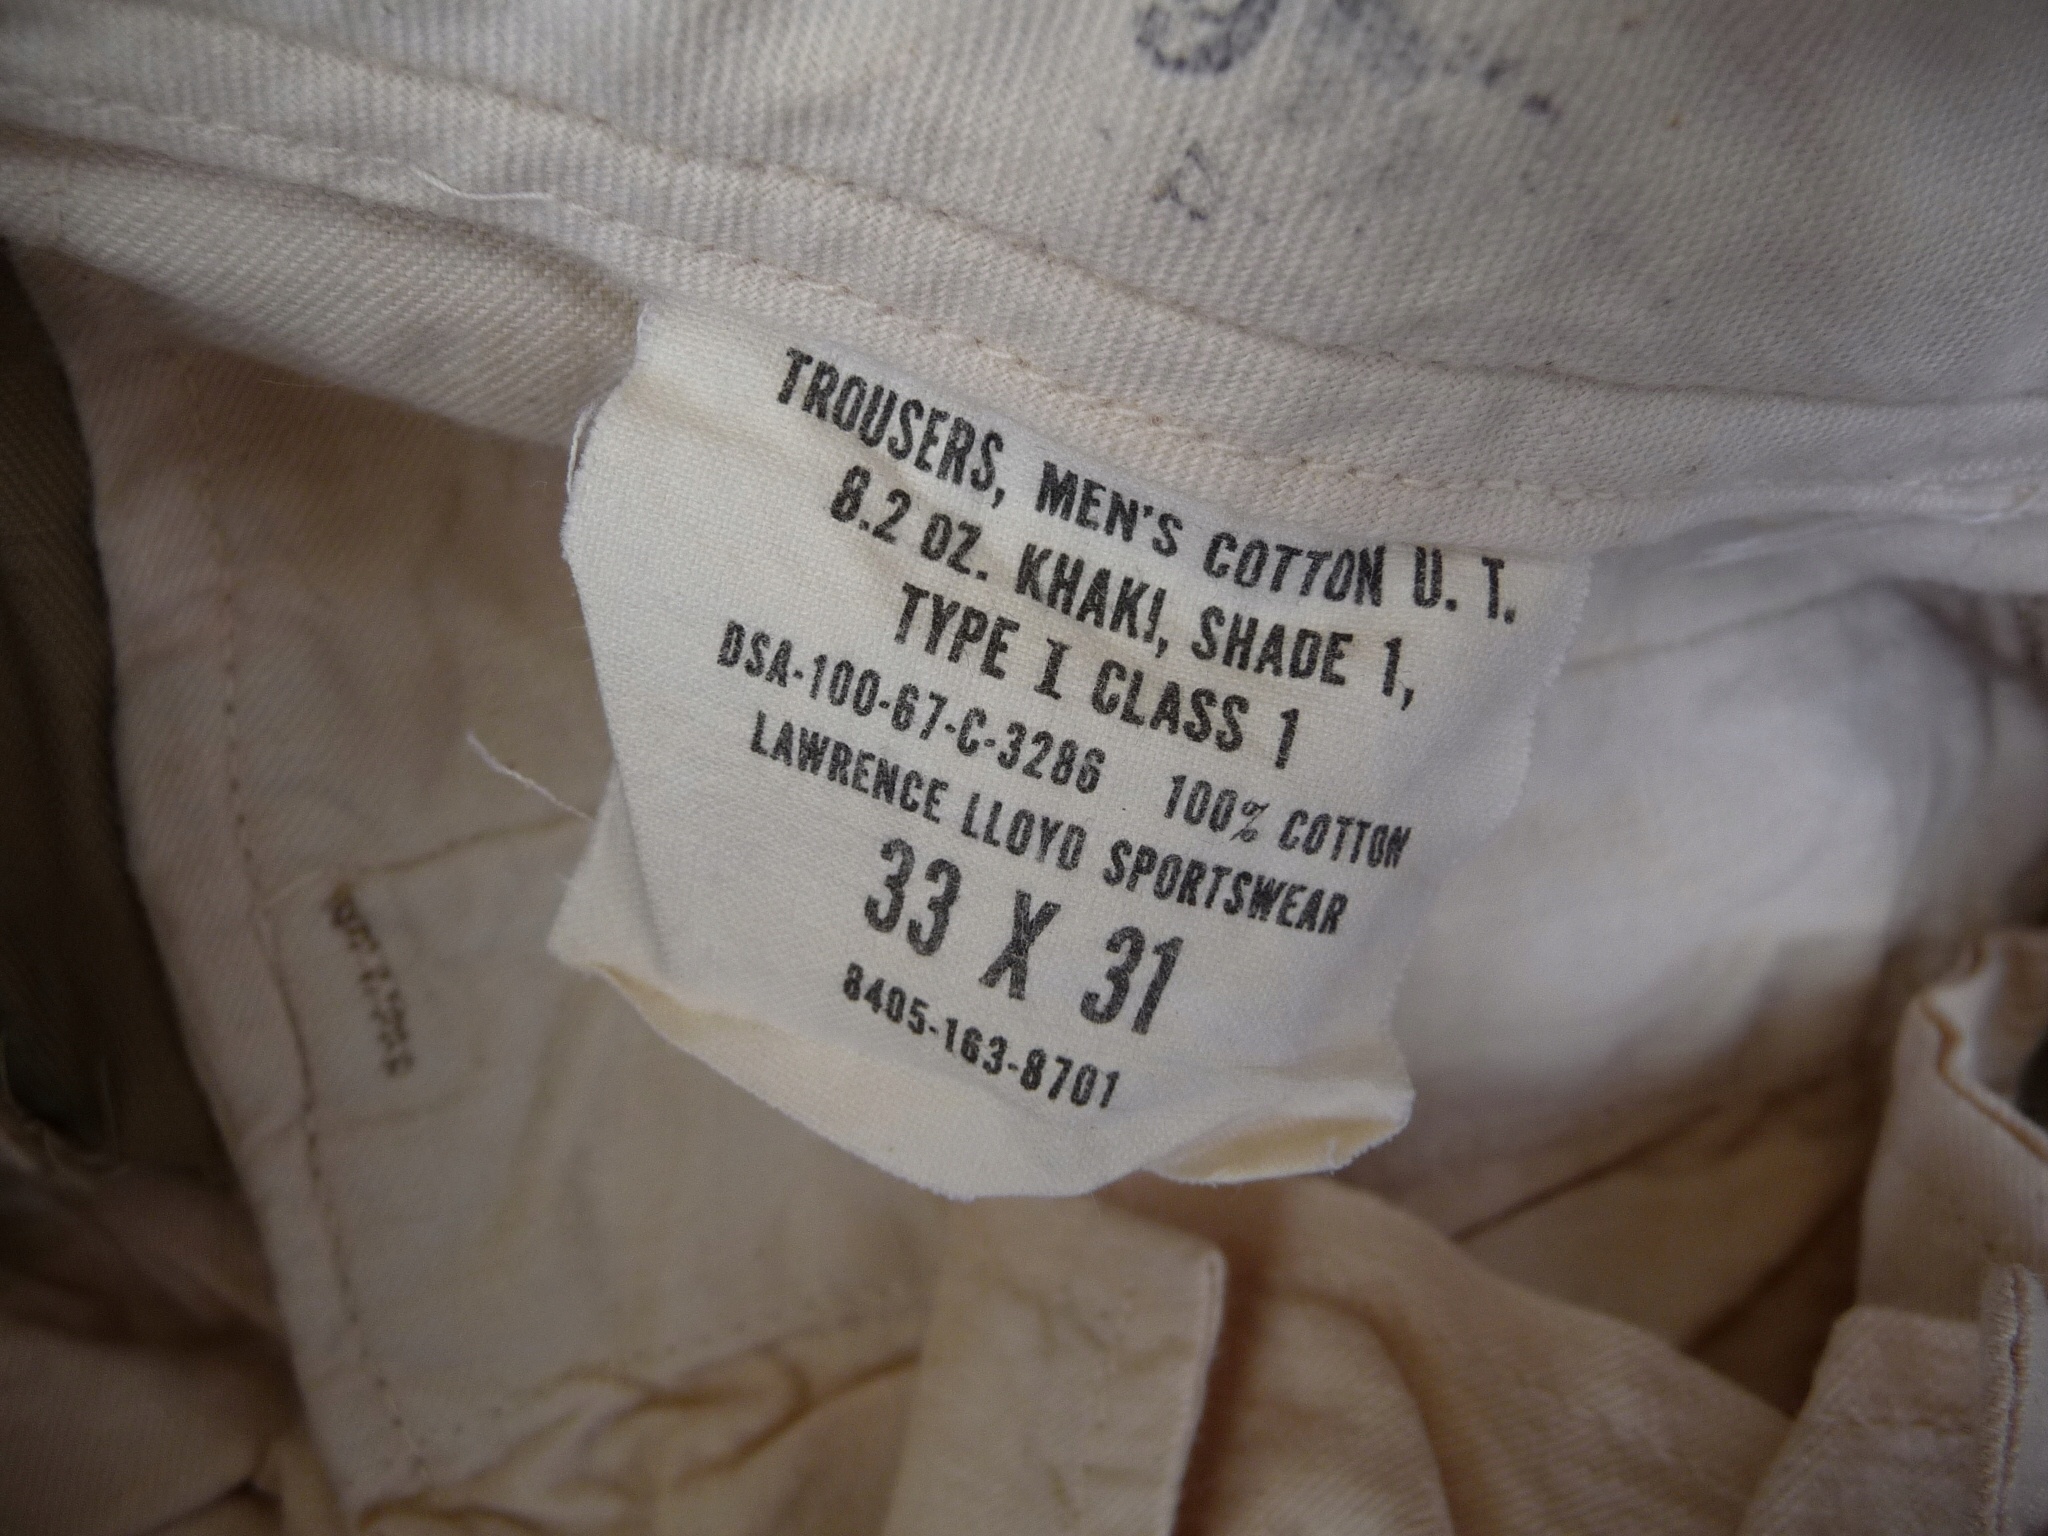 TROUSERS, MEN'S COTTON U. T.
8.2 OZ. KHAKI, SHADE 1,
TYPE I CLASS 1
DSA-100-67-C-3286 100% COTTON
LAWRENCE LLOYD SPORTSWEAR
33 X 31
8405-163-8701